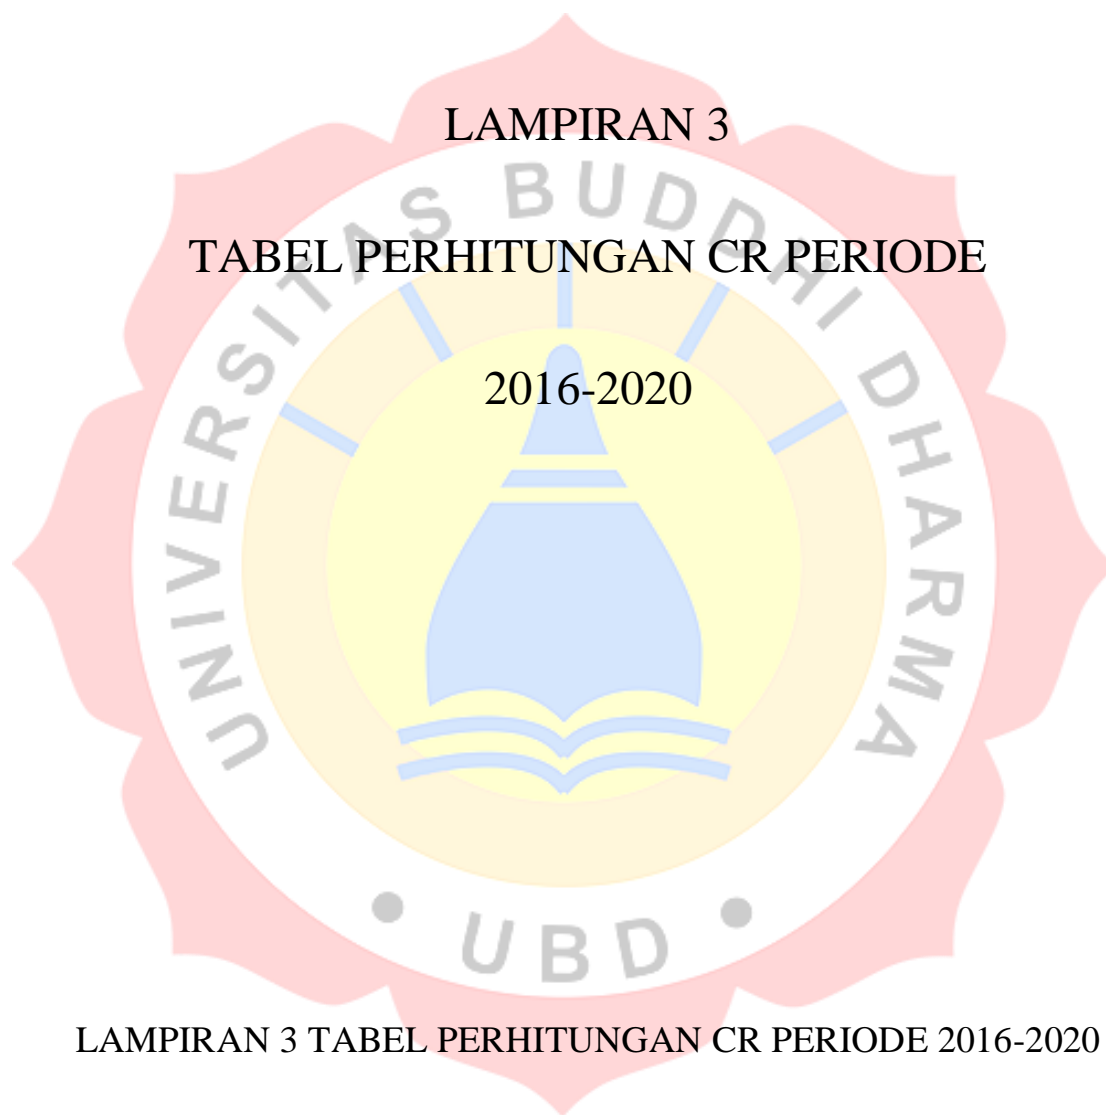 LAMPIRAN 3
UNIVERSITAS BUDDHI DHARMA
TABEL PERHITUNGAN CR PERIODE
2016-2020
• UBD •
LAMPIRAN 3 TABEL PERHITUNGAN CR PERIODE 2016-2020